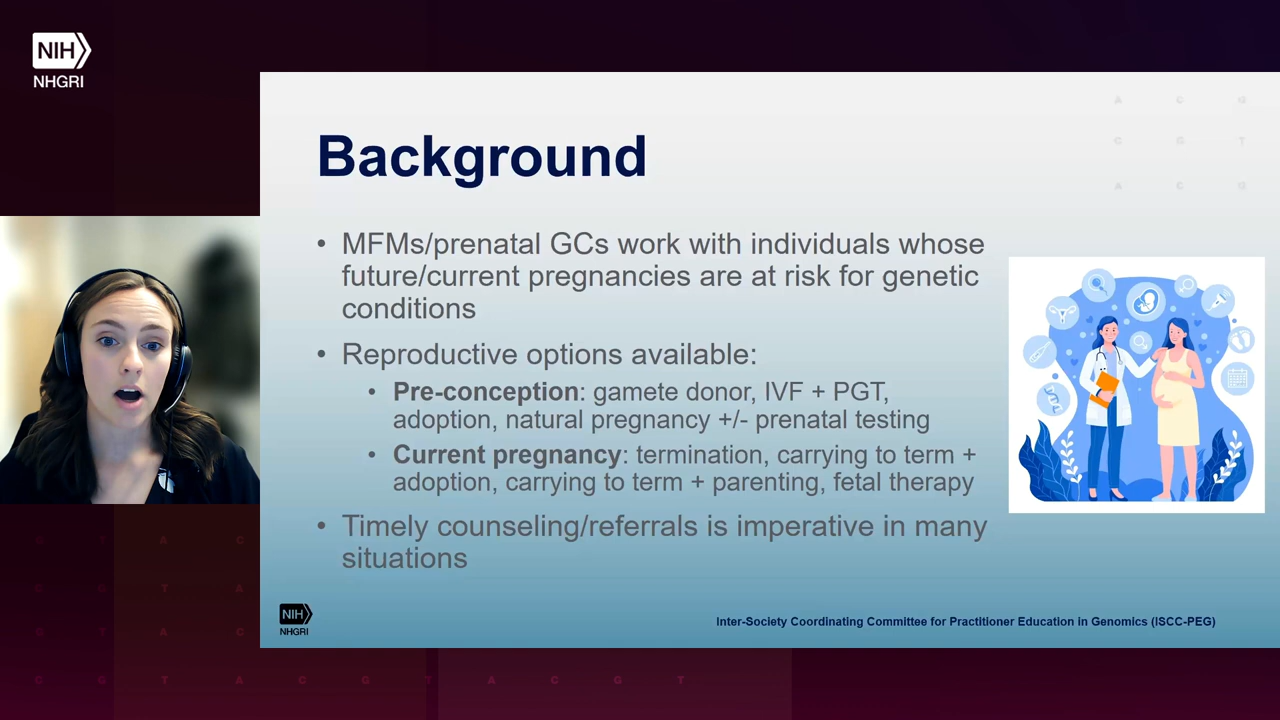 NIH
NHGRI
Background
• MFMs/prenatal GCs work with individuals whose
future/current pregnancies are at risk for genetic
conditions
• Reproductive options available:
• Pre-conception: gamete donor, IVF + PGT,
adoption, natural pregnancy +/- prenatal testing
• Current pregnancy: termination, carrying to term +
adoption, carrying to term + parenting, fetal therapy
• Timely counseling/referrals is imperative in many
situations
NIH
NHGRI
Inter-Society Coordinating Committee for Practitioner Education in Genomics (ISCC-PEG)
A C G
C G T
A C G
G T A C
G T A C
G T A C
C G T A C G T A C G T